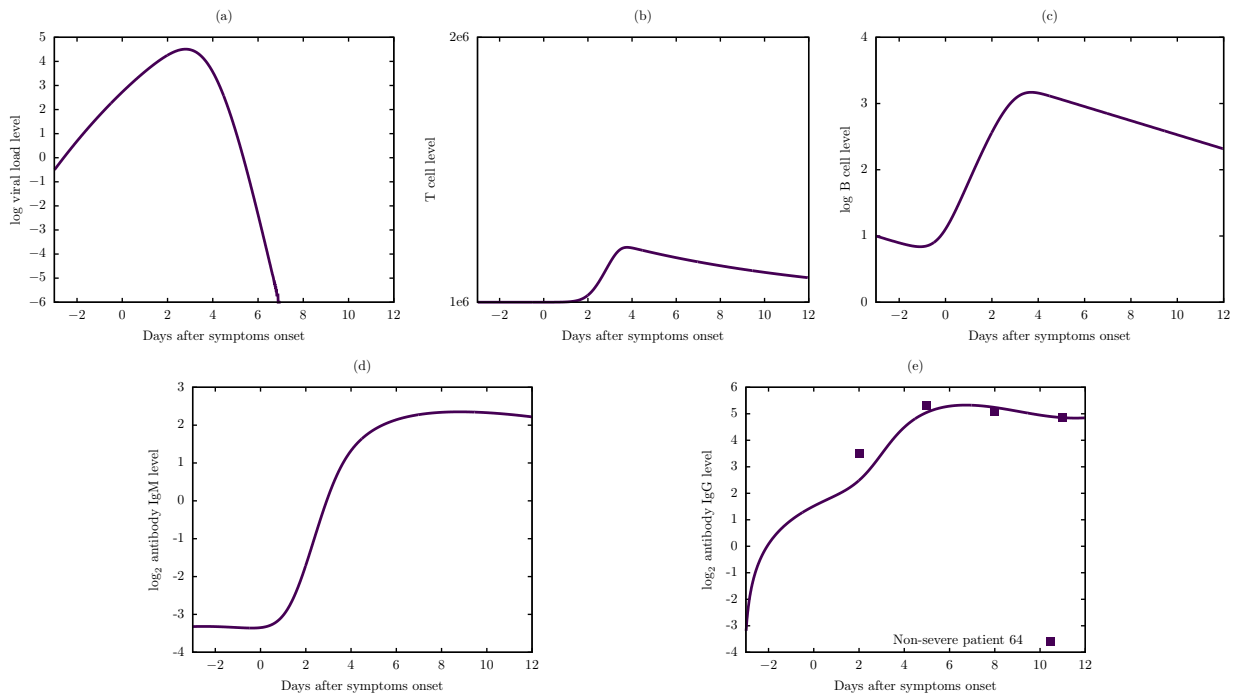 (a)
5
4
3
2
1
0
−1
−2
−3
−4
−5
−6
−2 0 2 4 6 8 10 12
log viral load level
Days after symptoms onset
(b)
2e6
1e6
−2 0 2 4 6 8 10 12
T cell level
Days after symptoms onset
(c)
4
3
2
1
0
−2 0 2 4 6 8 10 12
log B cell level
Days after symptoms onset
(d)
3
2
1
0
-1
-2
-3
-4
−2 0 2 4 6 8 10 12
log₂ antibody IgM level
Days after symptoms onset
(e)
6
5
4
3
2
1
0
-1
-2
-3
-4
−2 0 2 4 6 8 10 12
log₂ antibody IgG level
Non-severe patient 64
Days after symptoms onset